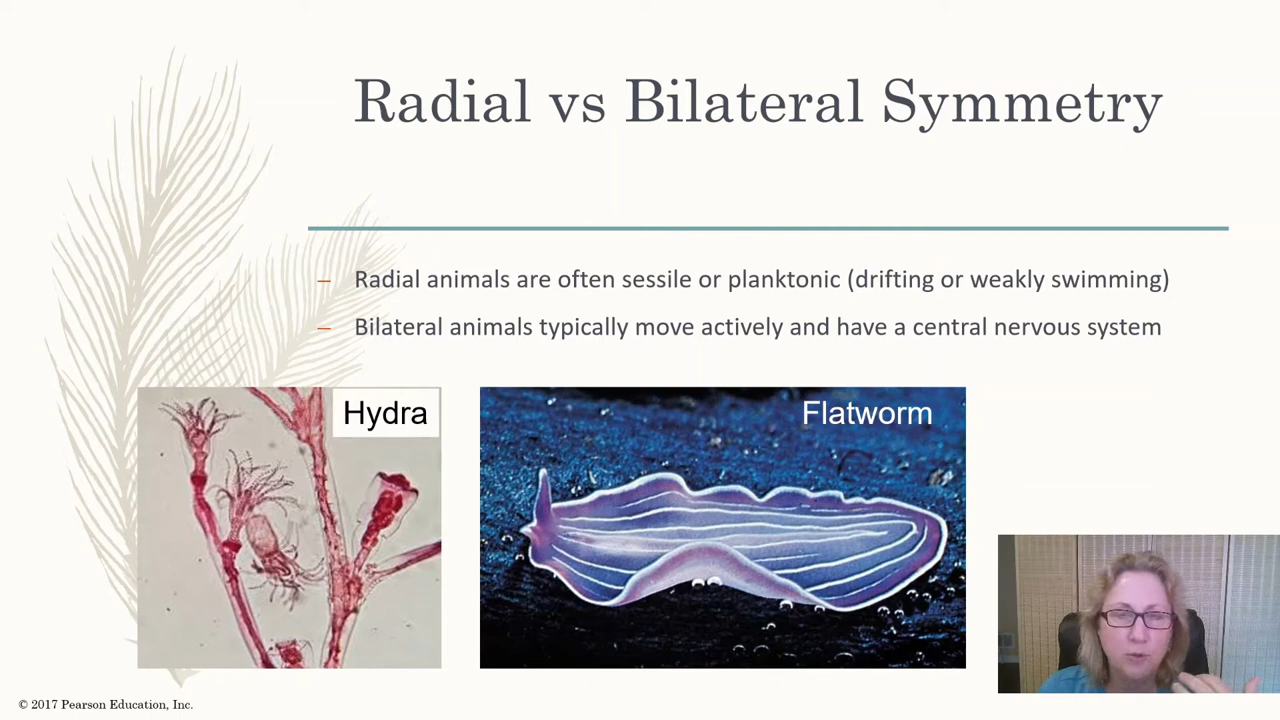 Radial vs Bilateral Symmetry
– Radial animals are often sessile or planktonic (drifting or weakly swimming)
– Bilateral animals typically move actively and have a central nervous system
Hydra
Flatworm
© 2017 Pearson Education, Inc.